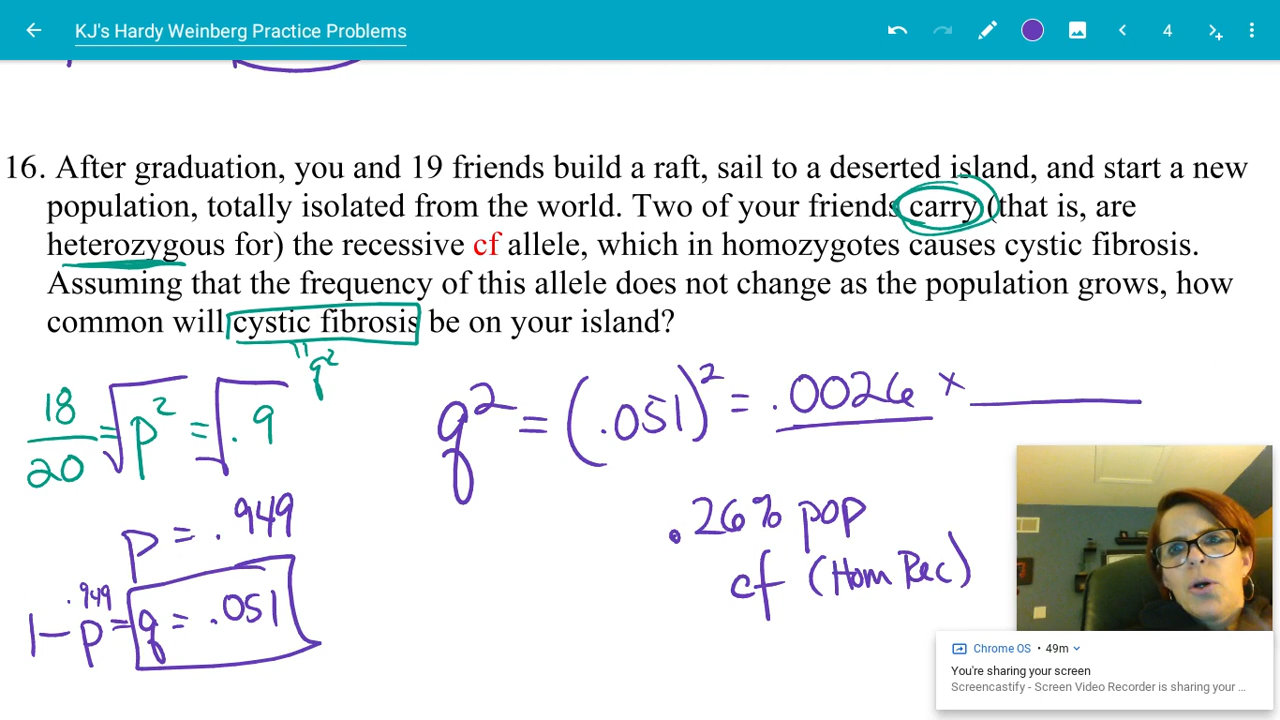 KJ's Hardy Weinberg Practice Problems
4
16. After graduation, you and 19 friends build a raft, sail to a deserted island, and start a new
population, totally isolated from the world. Two of your friends carry (that is, are
heterozygous for) the recessive cf allele, which in homozygotes causes cystic fibrosis.
Assuming that the frequency of this allele does not change as the population grows, how
common will cystic fibrosis be on your island?
q²
18/20 = √p² = √.9
q² = (.051)² = .0026 × ____
p = .949
.26% pop
cf (Hom Rec)
.949
1-p = q = .051
Chrome OS • 49m
You're sharing your screen
Screencastify - Screen Video Recorder is sharing your ...